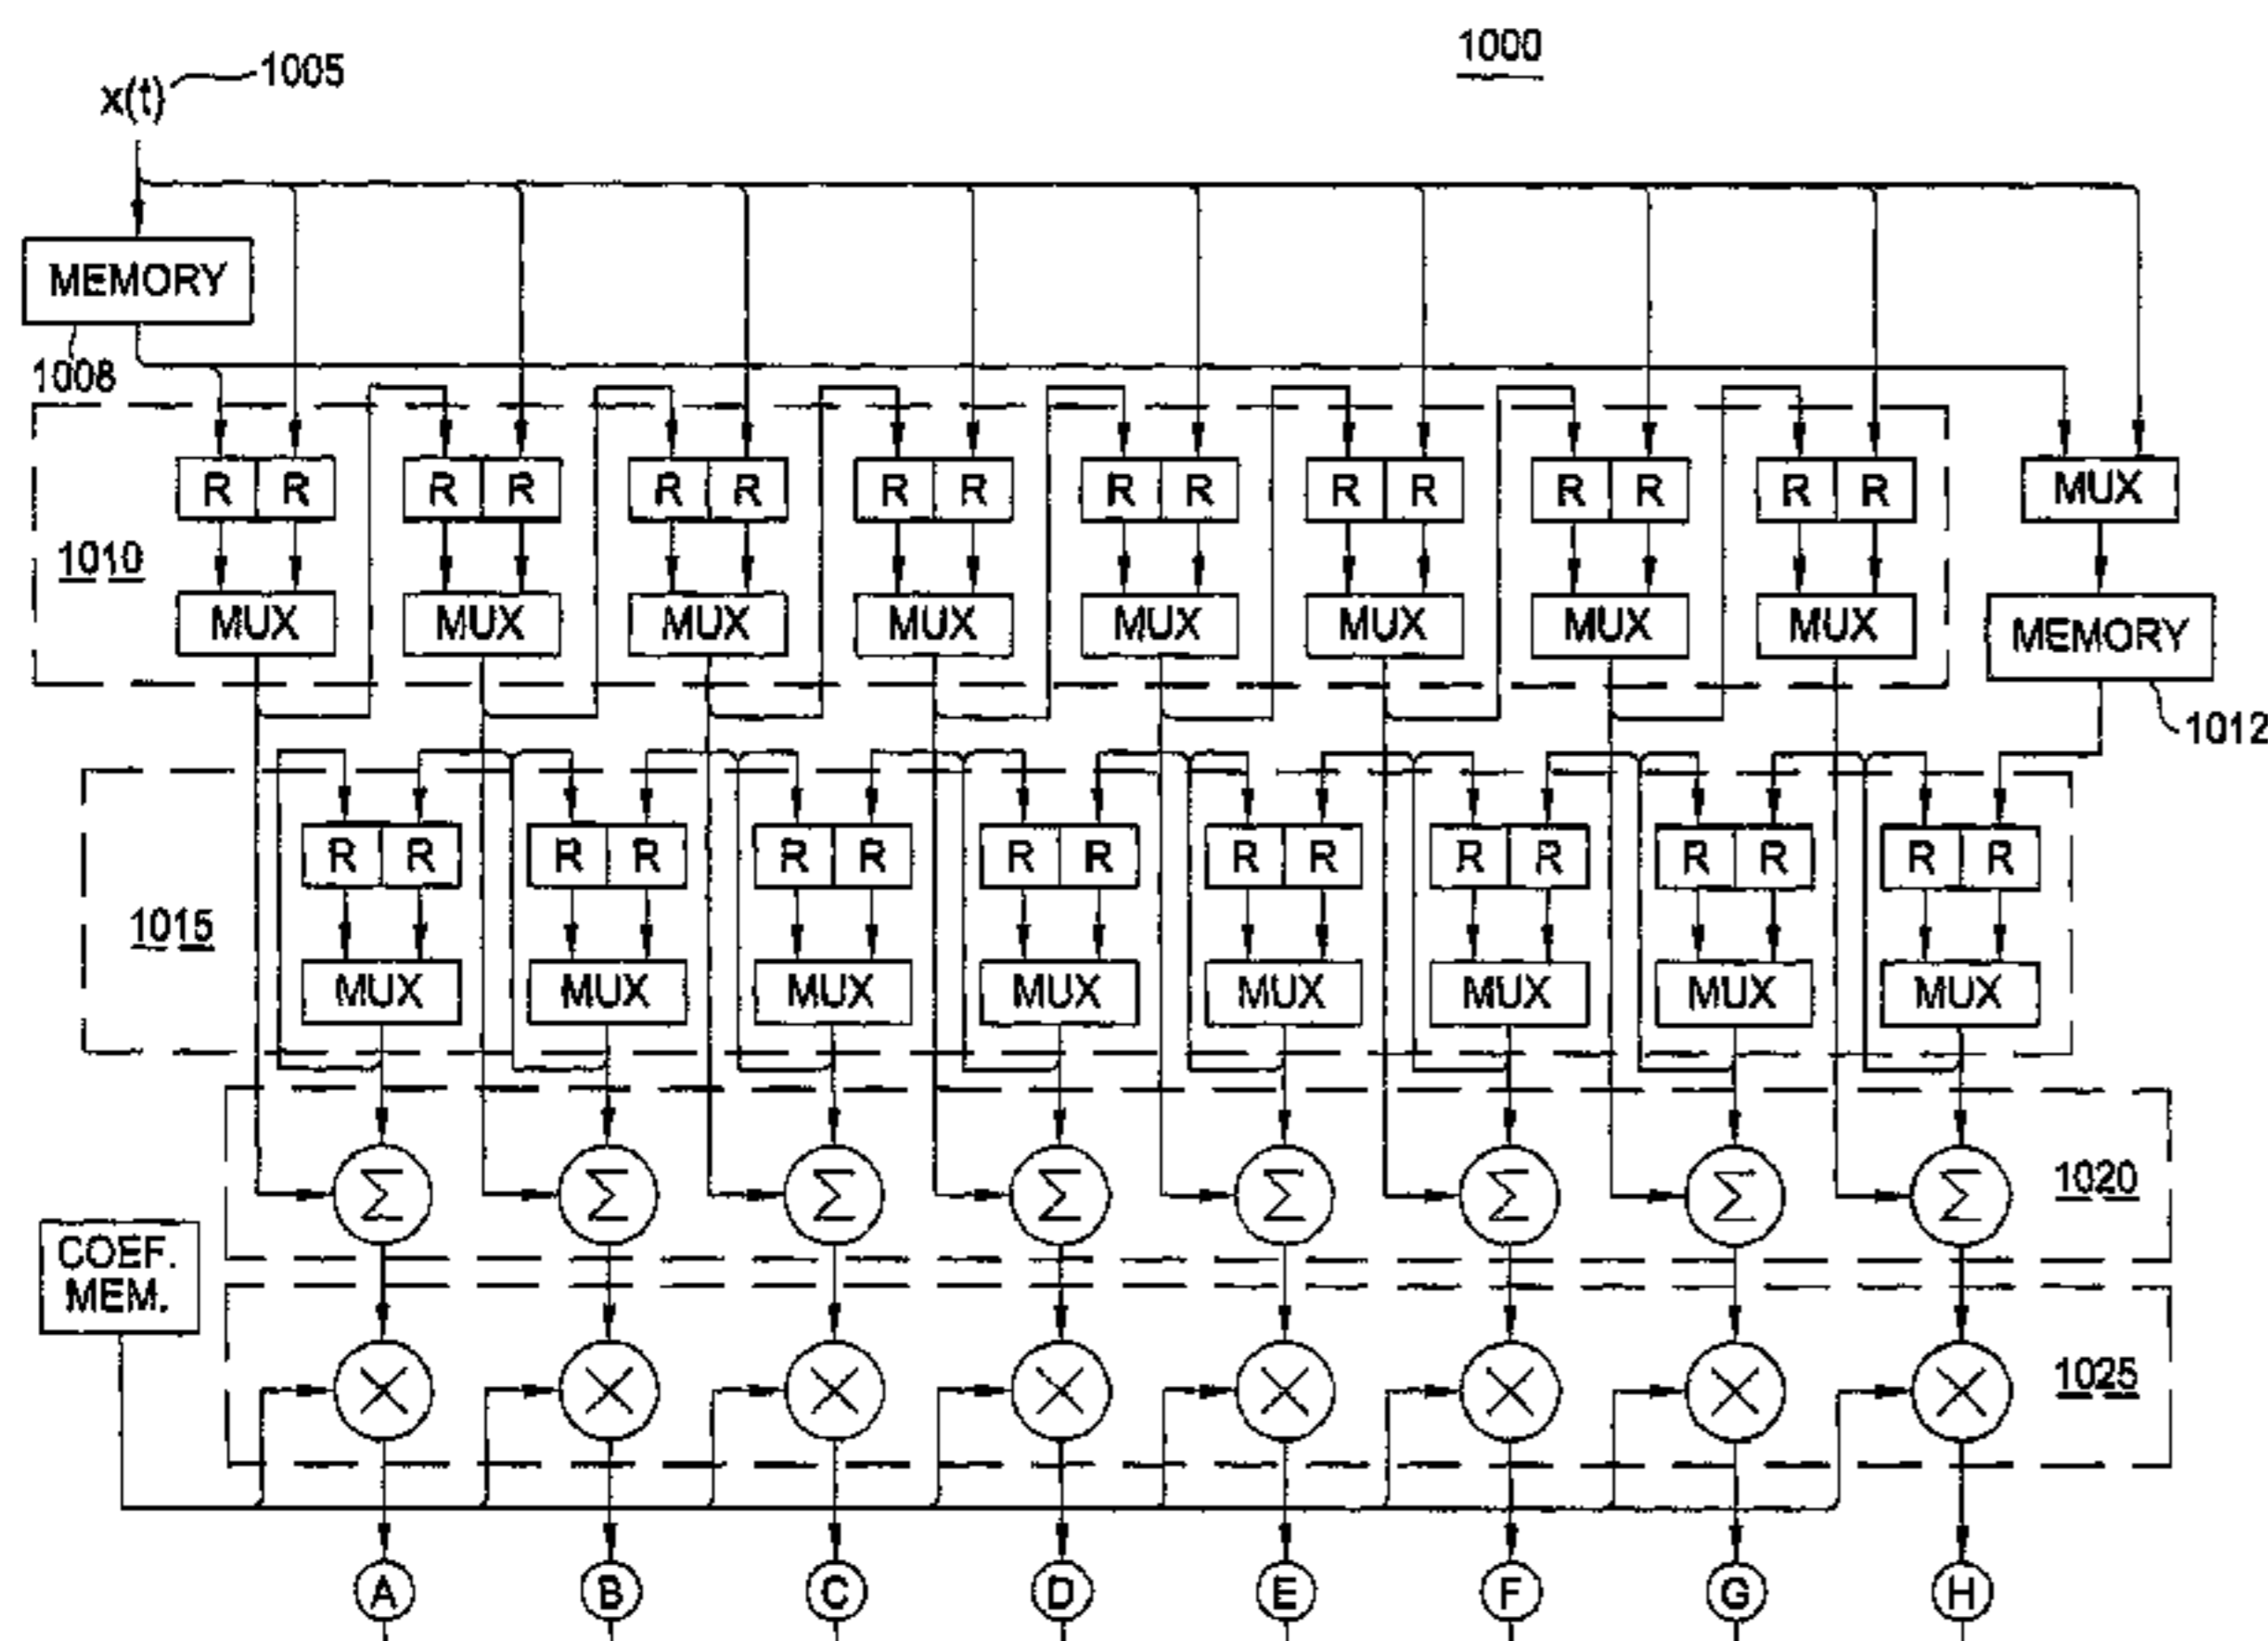 1000
x(t) 1005
MEMORY
1008
R R R R R R R R R R R R R R R R MUX
1010
MUX MUX MUX MUX MUX MUX MUX MUX MEMORY
1012
R R R R R R R R R R R R R R R R
1015
MUX MUX MUX MUX MUX MUX MUX MUX
Σ Σ Σ Σ Σ Σ Σ Σ 1020
COEF.
MEM.
X X X X X X X X 1025
A B C D E F G H